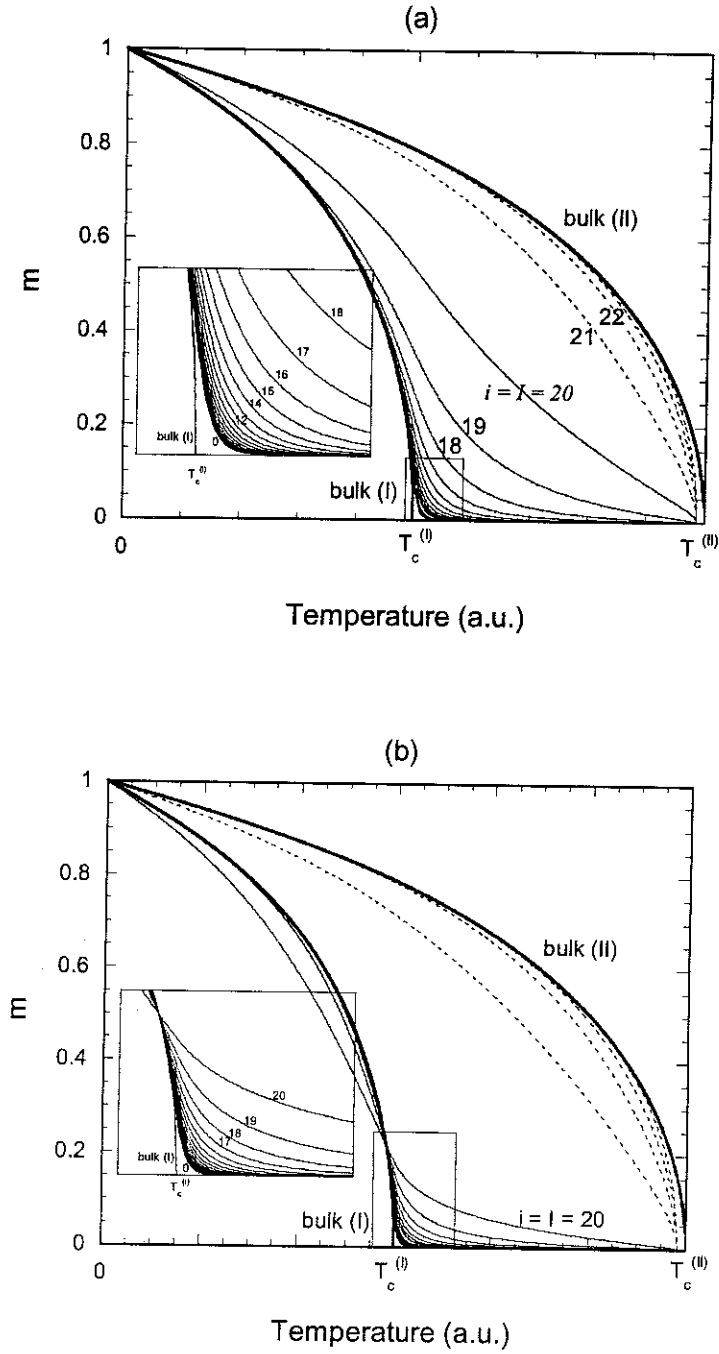 (a)
1
0.8
0.6
0.4
0.2
0
m
bulk (II)
22
21
i = I = 20
19
18
bulk (I)
18
17
16
15
14
12
0
bulk (I)
T_c^(I)
0
T_c^(I)
T_c^(II)
Temperature (a.u.)
(b)
1
0.8
0.6
0.4
0.2
0
m
bulk (II)
20
19
18
17
0
bulk (I)
T_c^(I)
bulk (I)
i = I = 20
0
T_c^(I)
T_c^(II)
Temperature (a.u.)